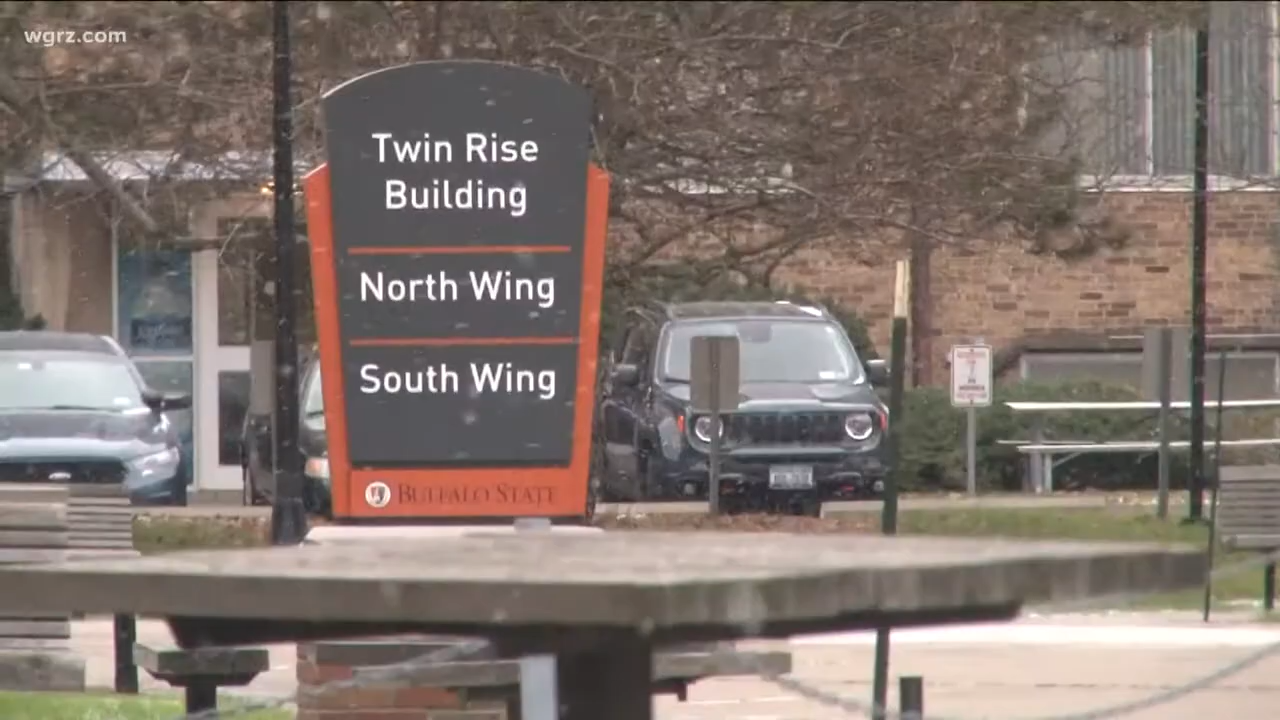 wgrz.com
Twin Rise
Building
North Wing
South Wing
BUFFALO STATE